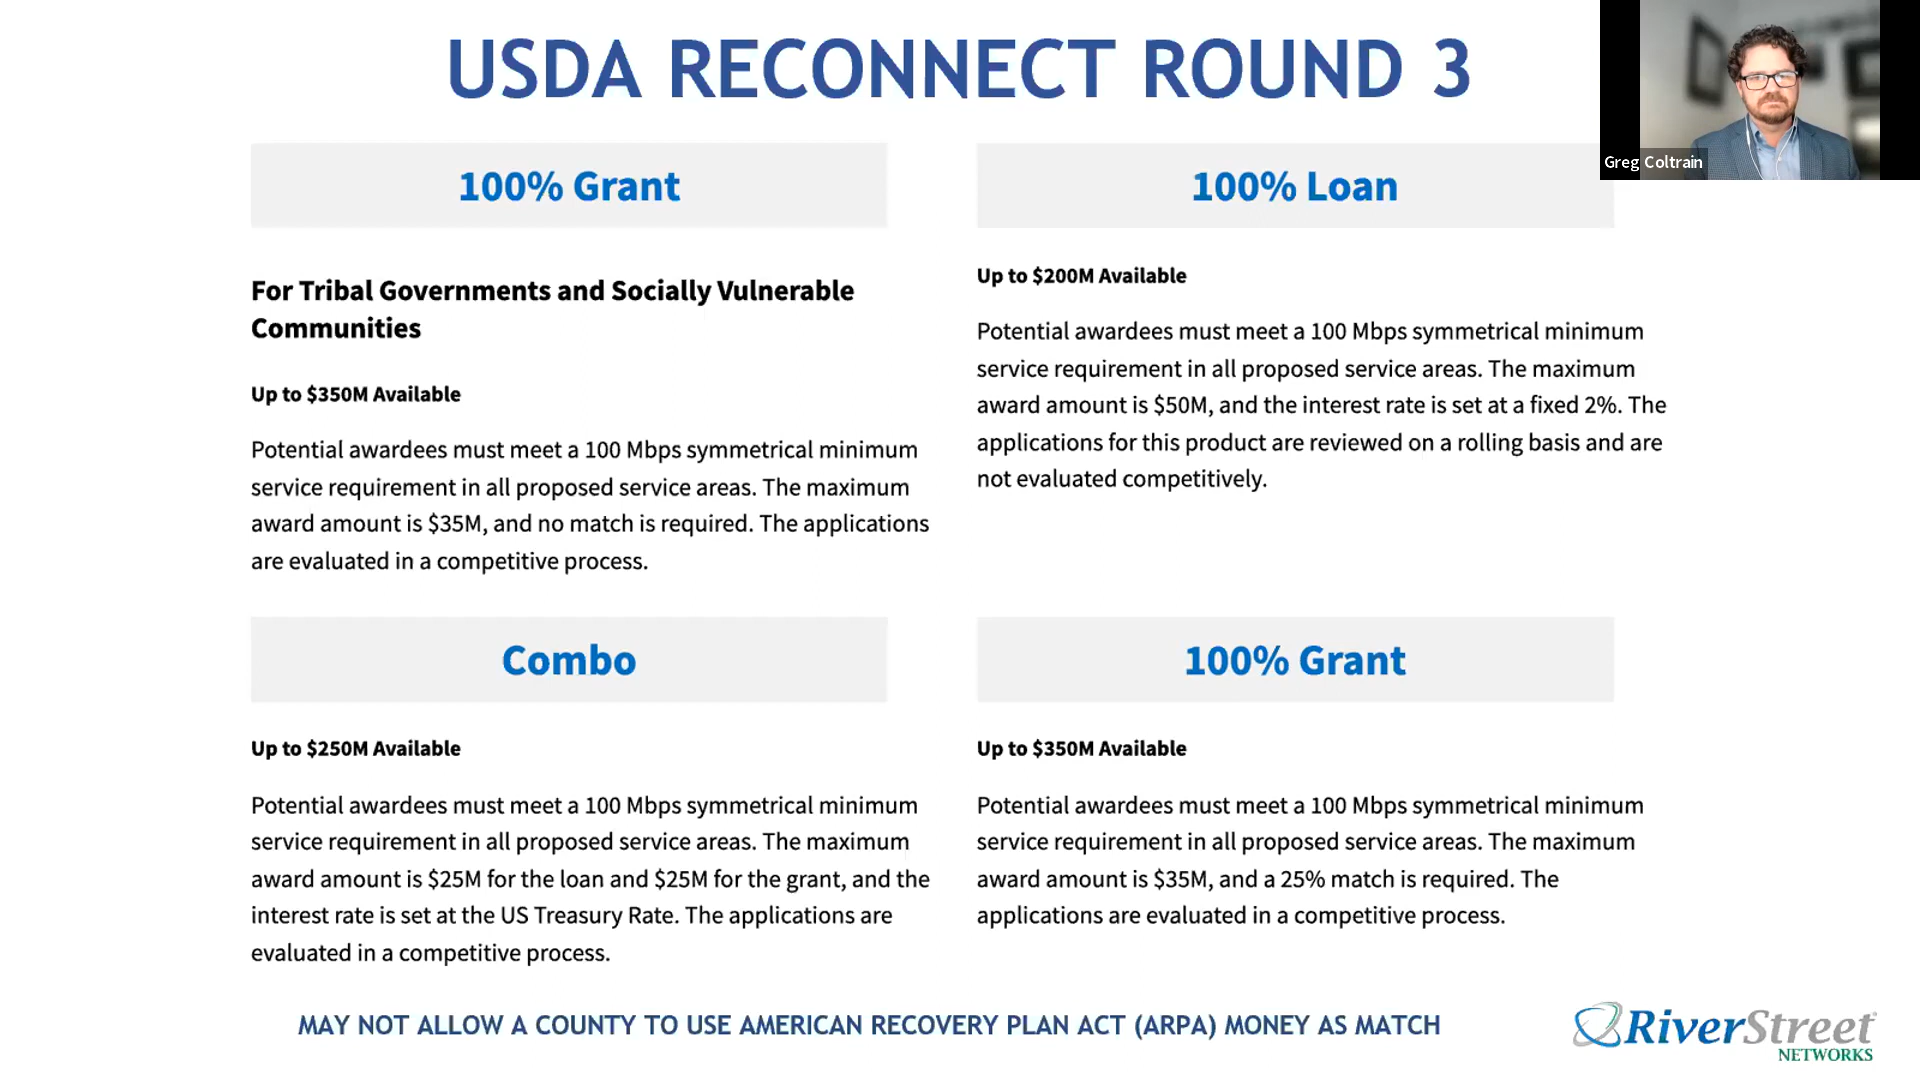 USDA RECONNECT ROUND 3
Greg Coltrain
100% Grant
For Tribal Governments and Socially Vulnerable
Communities
Up to $350M Available
Potential awardees must meet a 100 Mbps symmetrical minimum
service requirement in all proposed service areas. The maximum
award amount is $35M, and no match is required. The applications
are evaluated in a competitive process.
100% Loan
Up to $200M Available
Potential awardees must meet a 100 Mbps symmetrical minimum
service requirement in all proposed service areas. The maximum
award amount is $50M, and the interest rate is set at a fixed 2%. The
applications for this product are reviewed on a rolling basis and are
not evaluated competitively.
Combo
Up to $250M Available
Potential awardees must meet a 100 Mbps symmetrical minimum
service requirement in all proposed service areas. The maximum
award amount is $25M for the loan and $25M for the grant, and the
interest rate is set at the US Treasury Rate. The applications are
evaluated in a competitive process.
100% Grant
Up to $350M Available
Potential awardees must meet a 100 Mbps symmetrical minimum
service requirement in all proposed service areas. The maximum
award amount is $35M, and a 25% match is required. The
applications are evaluated in a competitive process.
MAY NOT ALLOW A COUNTY TO USE AMERICAN RECOVERY PLAN ACT (ARPA) MONEY AS MATCH
RiverStreet
NETWORKS